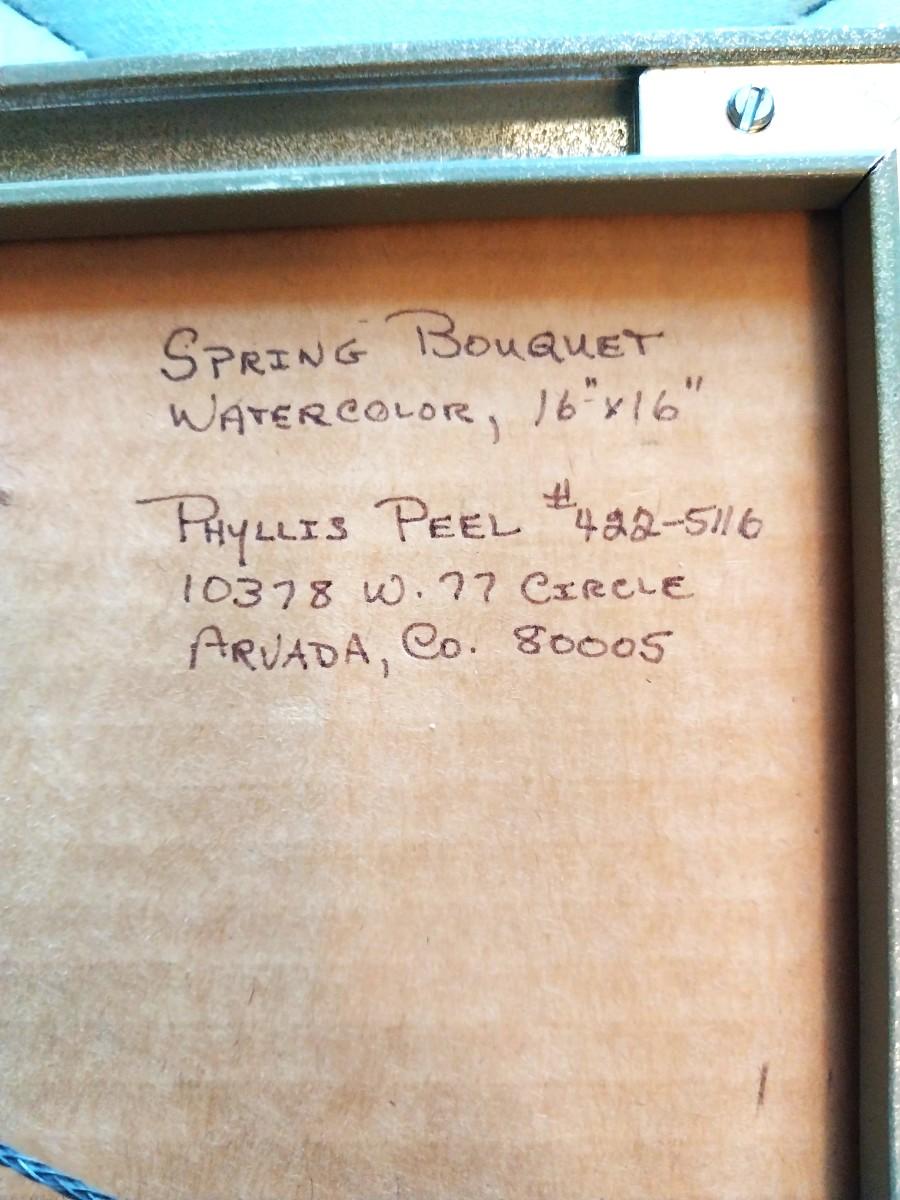 SPRING BOUQUET
WATERCOLOR, 16"x16"
PHYLLIS PEEL #422-5116
10378 W. 77 CIRCLE
ARVADA, CO. 80005